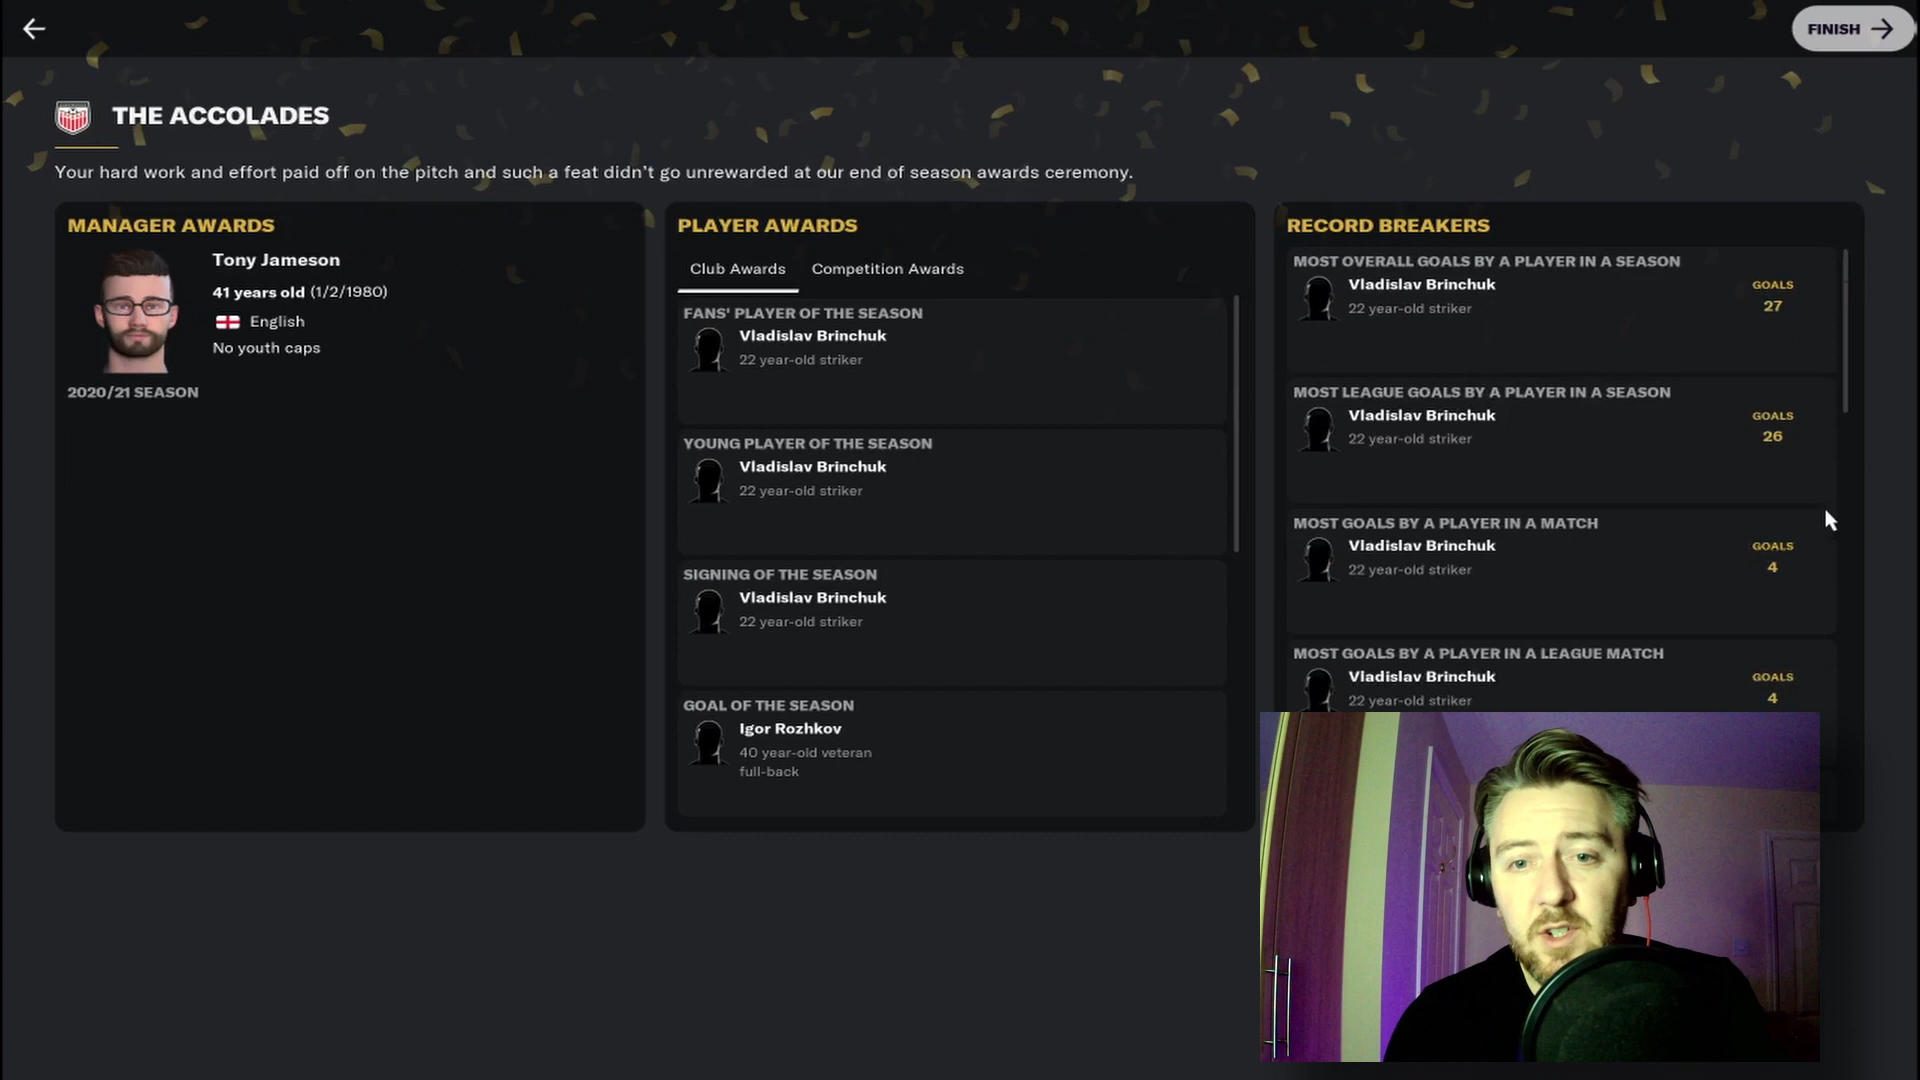 FINISH
THE ACCOLADES
Your hard work and effort paid off on the pitch and such a feat didn't go unrewarded at our end of season awards ceremony.
MANAGER AWARDS
Tony Jameson
41 years old (1/2/1980)
English
No youth caps
2020/21 SEASON
PLAYER AWARDS
Club Awards
Competition Awards
FANS' PLAYER OF THE SEASON
Vladislav Brinchuk
22 year-old striker
YOUNG PLAYER OF THE SEASON
Vladislav Brinchuk
22 year-old striker
SIGNING OF THE SEASON
Vladislav Brinchuk
22 year-old striker
GOAL OF THE SEASON
Igor Rozhkov
40 year-old veteran
full-back
RECORD BREAKERS
MOST OVERALL GOALS BY A PLAYER IN A SEASON
Vladislav Brinchuk
22 year-old striker
GOALS
27
MOST LEAGUE GOALS BY A PLAYER IN A SEASON
Vladislav Brinchuk
22 year-old striker
GOALS
26
MOST GOALS BY A PLAYER IN A MATCH
Vladislav Brinchuk
22 year-old striker
GOALS
4
MOST GOALS BY A PLAYER IN A LEAGUE MATCH
Vladislav Brinchuk
22 year-old striker
GOALS
4